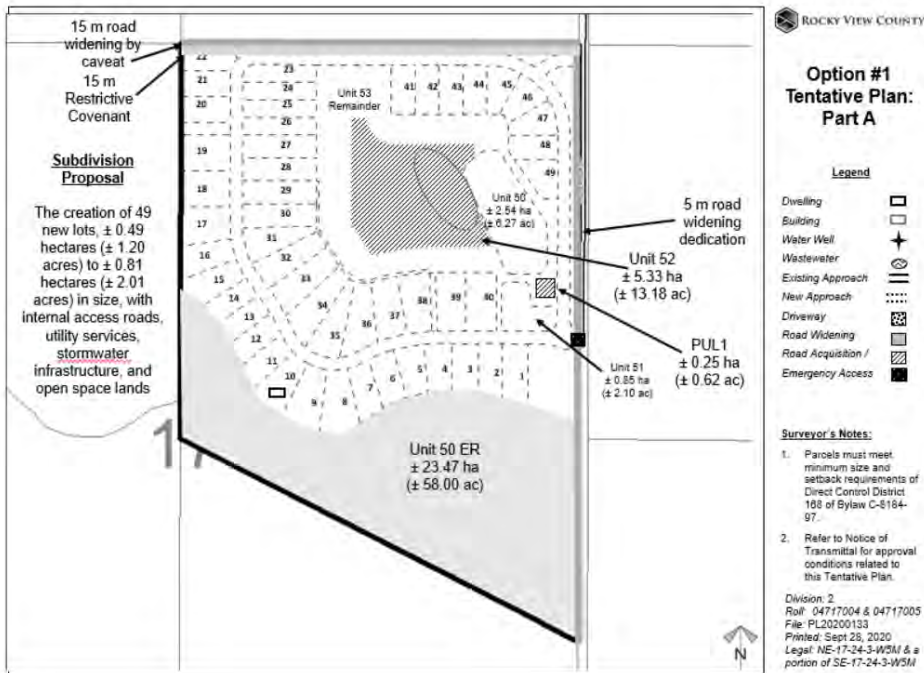 15 m road
widening by
caveat
15 m
Restrictive
Covenant
Subdivision
Proposal
The creation of 49
new lots, ± 0.49
hectares (± 1.20
acres) to ± 0.81
hectares (± 2.01
acres) in size, with
internal access roads,
utility services,
stormwater
infrastructure, and
open space lands
22
21
20
19
18
17
16
15
14
13
12
11
10
9
8
7
6
5
4
3
2
1
23
24
25
26
27
28
29
30
31
32
33
34
35
36
37
38
39
40
41
42
43
44
45
46
47
48
49
Unit 53
Remainder
Unit 50
± 2.54 ha
(± 6.27 ac)
5 m road
widening
dedication
Unit 52
± 5.33 ha
(± 13.18 ac)
PUL1
± 0.25 ha
(± 0.62 ac)
Unit 51
± 0.85 ha
(± 2.10 ac)
Unit 50 ER
± 23.47 ha
(± 58.00 ac)
N
ROCKY VIEW COUNTY
Option #1
Tentative Plan:
Part A
Legend
Dwelling
Building
Water Well
Wastewater
Existing Approach
New Approach
Driveway
Road Widening
Road Acquisition /
Emergency Access
Surveyor's Notes:
1. Parcels must meet
minimum size and
setback requirements of
Direct Control District
168 of Bylaw C-8184-
97.
2. Refer to Notice of
Transmittal for approval
conditions related to
this Tentative Plan.
Division: 2
Roll: 04717004 & 04717005
File: PL20200133
Printed: Sept 28, 2020
Legal: NE-17-24-3-W5M & a
portion of SE-17-24-3-W5M